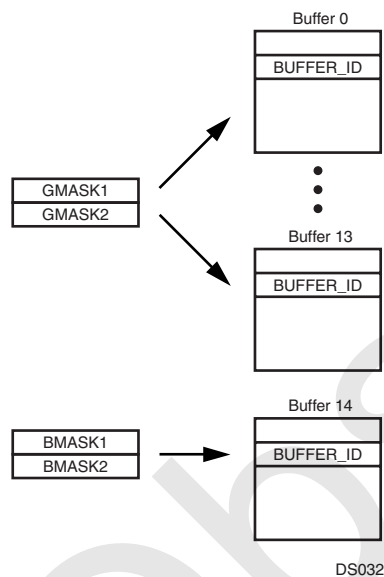 Buffer 0
BUFFER_ID
GMASK1
GMASK2
Buffer 13
BUFFER_ID
Buffer 14
BMASK1
BUFFER_ID
BMASK2
DS032